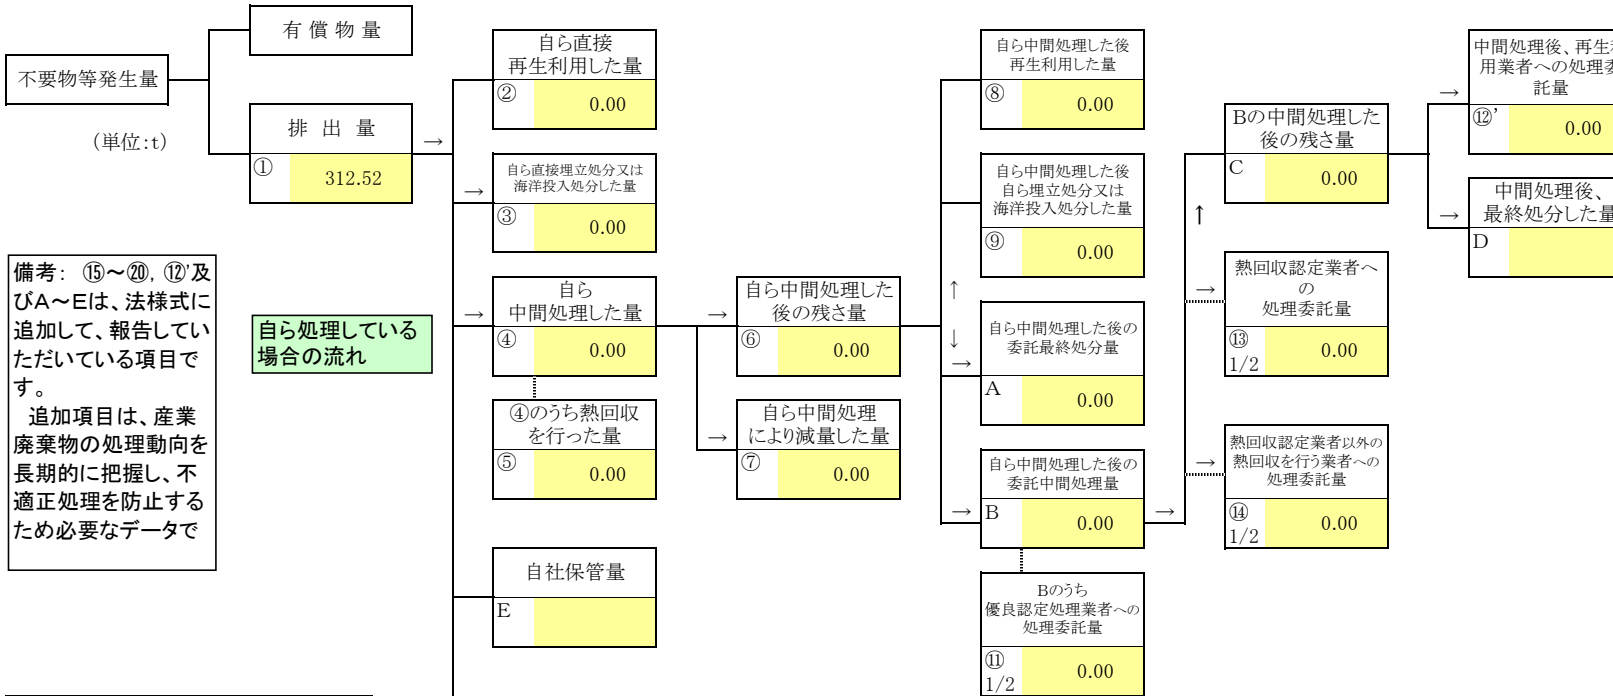 不要物等発生量
(単位:t)
有 償 物 量
排 出 量
①
312.52
→
備考: ⑮～⑳, ⑫'及
びA～Eは、法様式に
追加して、報告してい
ただいている項目で
す。
追加項目は、産業
廃棄物の処理動向を
長期的に把握し、不
適正処理を防止する
ため必要なデータで
自ら処理している
場合の流れ
自ら直接
再生利用した量
②
0.00
→
自ら直接埋立処分又は
海洋投入処分した量
③
0.00
→
自ら
中間処理した量
④
0.00
④のうち熱回収
を行った量
⑤
0.00
自社保管量
E
→
自ら中間処理した
後の残さ量
⑥
0.00
→
自ら中間処理
により減量した量
⑦
0.00
自ら中間処理した後
再生利用した量
⑧
0.00
自ら中間処理した後
自ら埋立処分又は
海洋投入処分した量
⑨
0.00
↑
↓
→
自ら中間処理した後の
委託最終処分量
A
0.00
自ら中間処理した後の
委託中間処理量
→
B
0.00
→
Bのうち
優良認定処理業者への
処理委託量
⑪
1/2
0.00
Bの中間処理した
後の残さ量
C
0.00
↑
→
熱回収認定業者へ
の
処理委託量
⑬
1/2
0.00
→
熱回収認定業者以外の
熱回収を行う業者への
処理委託量
⑭
1/2
0.00
→
中間処理後、再生
用業者への処理委
託量
⑫'
0.00
→
中間処理後、
最終処分した量
D